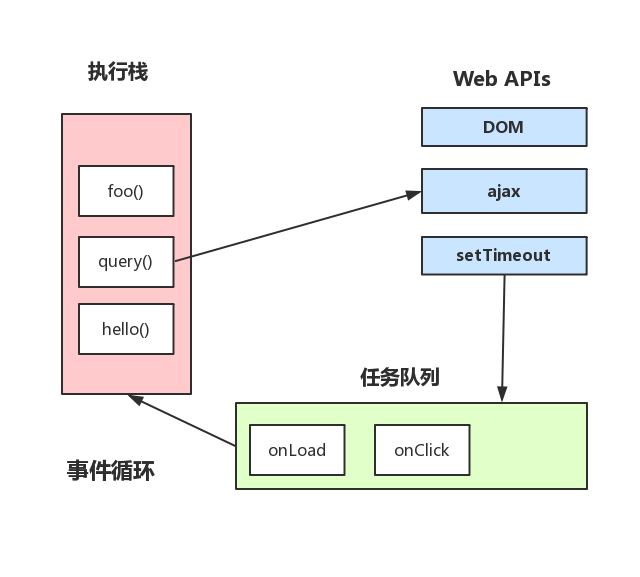 执行栈
Web APIs
DOM
foo()
ajax
query()
setTimeout
hello()
任务队列
onLoad
onClick
事件循环